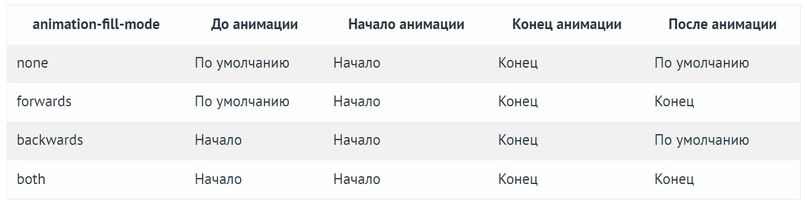 animation-fill-mode До анимации Начало анимации Конец анимации После анимации
none По умолчанию Начало Конец По умолчанию
forwards По умолчанию Начало Конец Конец
backwards Начало Начало Конец По умолчанию
both Начало Начало Конец Конец